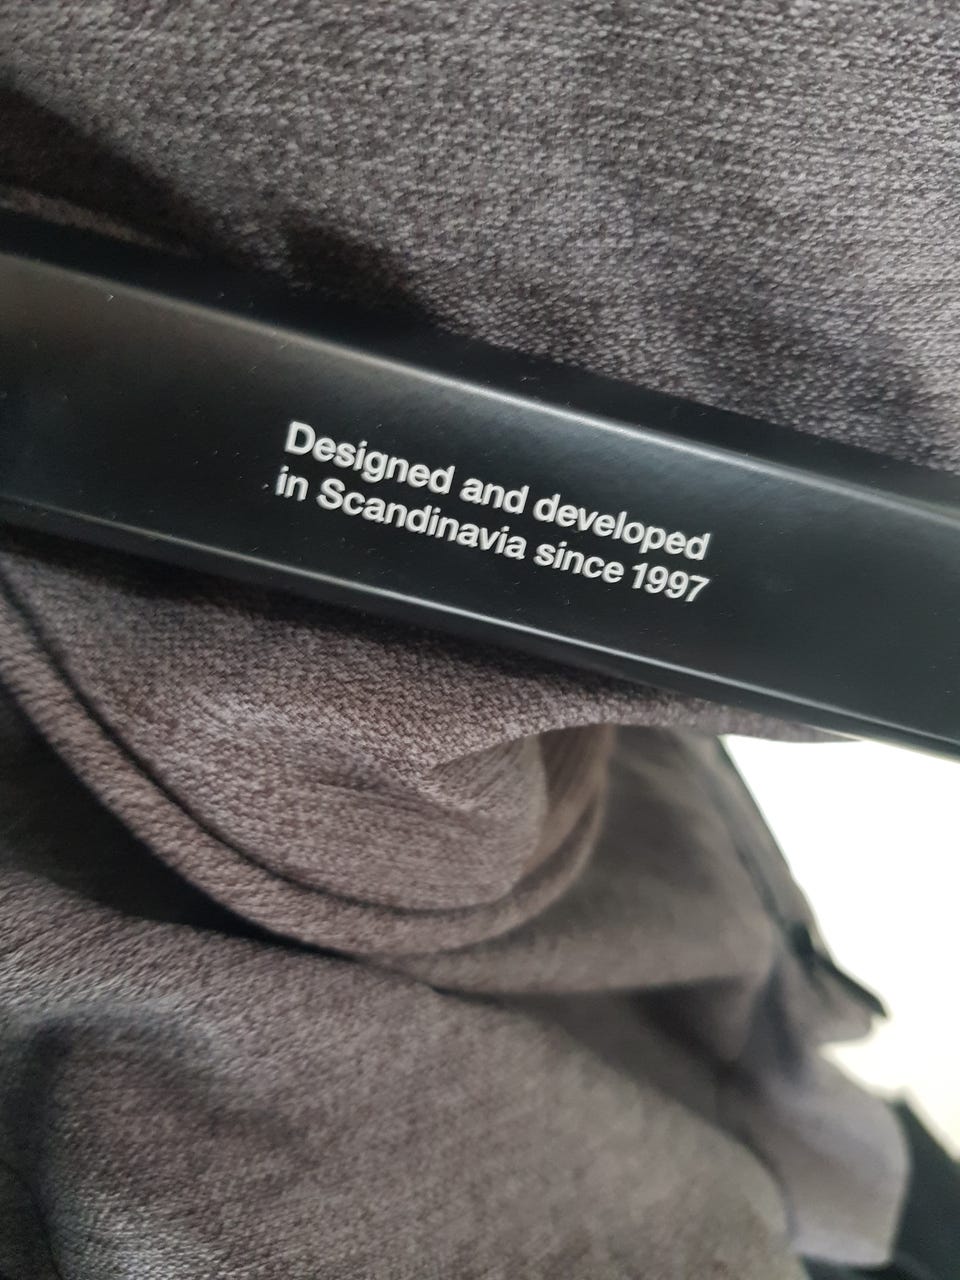 Designed and developed
in Scandinavia since 1997